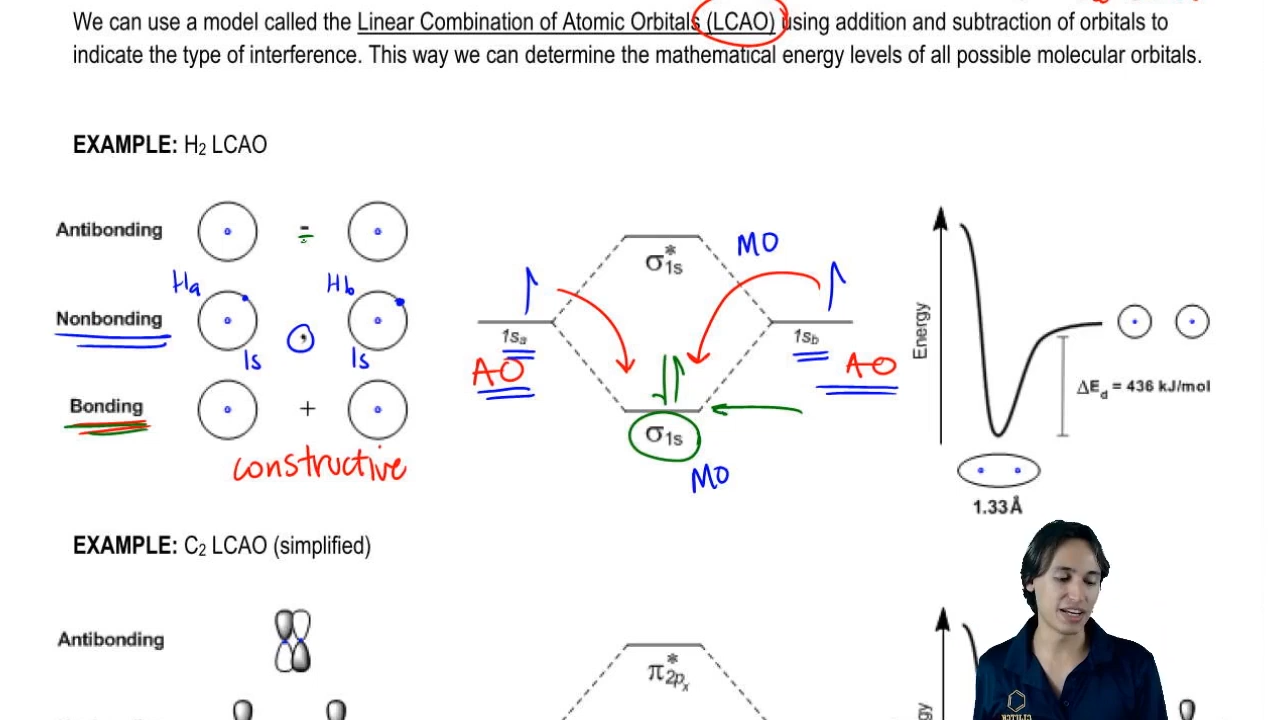 We can use a model called the Linear Combination of Atomic Orbitals (LCAO) using addition and subtraction of orbitals to
indicate the type of interference. This way we can determine the mathematical energy levels of all possible molecular orbitals.
EXAMPLE: H₂ LCAO
Antibonding
-
Ha
Hb
Nonbonding
,
1s
1s
Bonding
+
constructive
σ*1s
MO
1sₐ
AO
1s_b
AO
σ1s
MO
Energy
ΔE_d = 436 kJ/mol
1.33Å
EXAMPLE: C₂ LCAO (simplified)
Antibonding
π*2pₓ